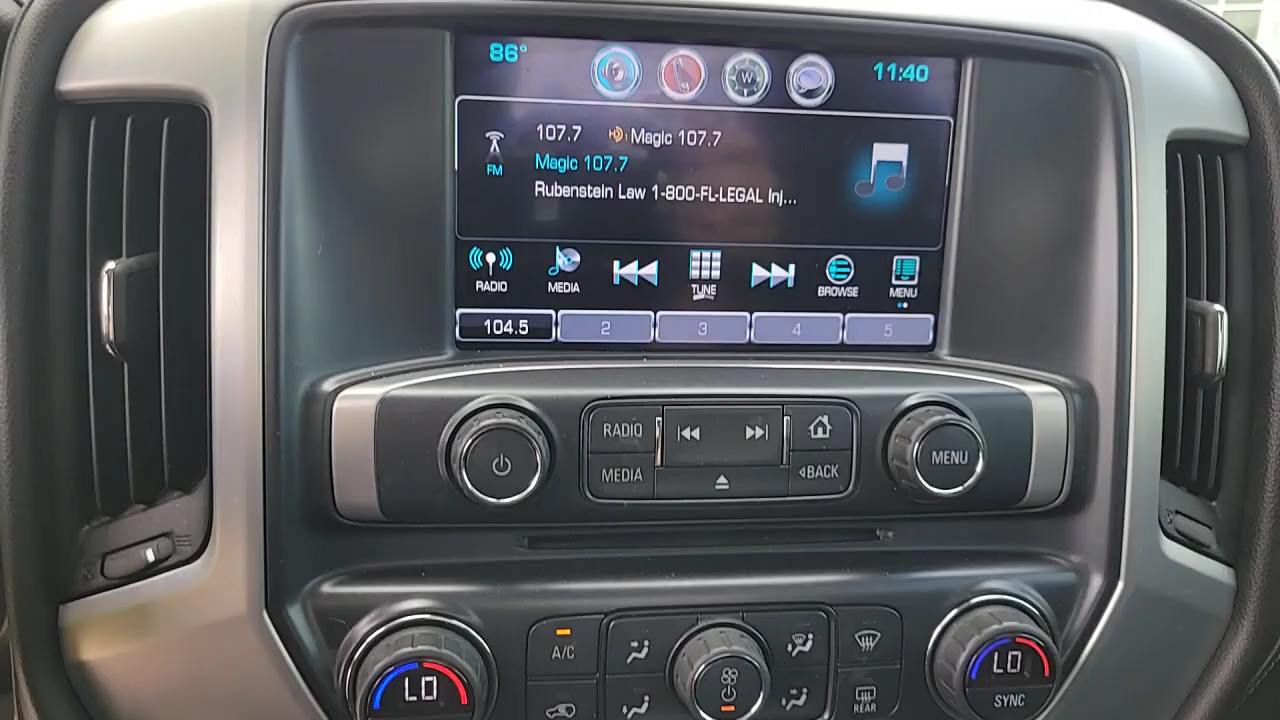 86°
W
11:40
107.7 HD) Magic 107.7
FM
Magic 107.7
Rubenstein Law 1-800-FL-LEGAL Inj...
RADIO
MEDIA
TUNE
BROWSE
MENU
104.5
2
3
4
5
RADIO
MEDIA
BACK
MENU
A/C
LO
LO
SYNC
REAR